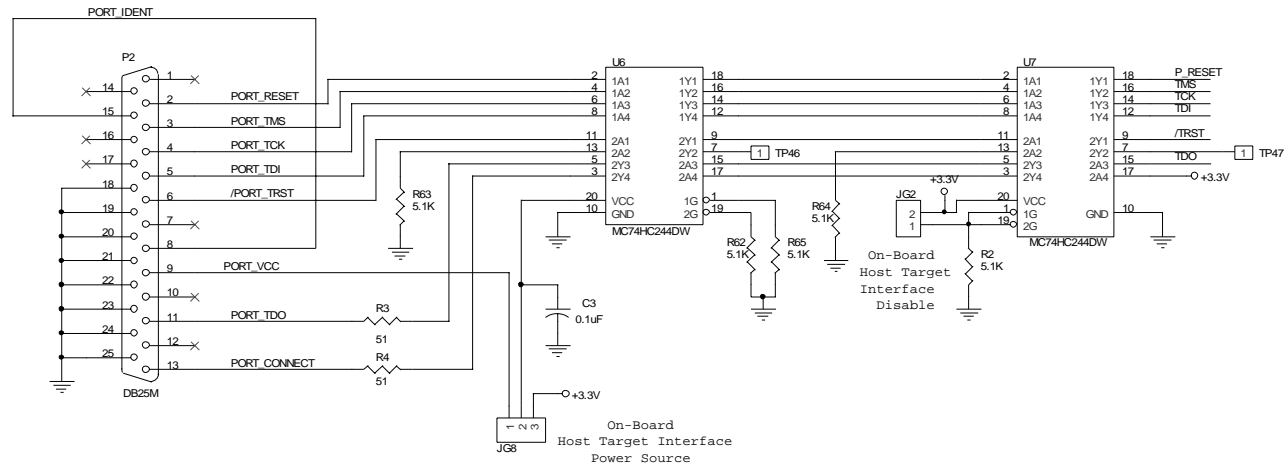 PORT_IDENT
P2
1
14
2 PORT_RESET
15
3 PORT_TMS
16
4 PORT_TCK
17
5 PORT_TDI
18
6 /PORT_TRST
19
7
20
8
21
9 PORT_VCC
22
10
23
11 PORT_TDO
24
12
25
13 PORT_CONNECT
DB25M
R3
51
R4
51
R63
5.1K
U6
2 1A1 1Y1 18
4 1A2 1Y2 16
6 1A3 1Y3 14
8 1A4 1Y4 12
11 2A1 2Y1 9
13 2A2 2Y2 7
5 2Y3 2A3 15
3 2Y4 2A4 17
20 VCC 1G 1
10 GND 2G 19
MC74HC244DW
1 TP46
R62
5.1K
R65
5.1K
C3
0.1uF
+3.3V
1 2 3
JG8
On-Board
Host Target Interface
Power Source
R64
5.1K
JG2
2
1
+3.3V
On-Board
Host Target
Interface
Disable
R2
5.1K
U7
2 1A1 1Y1 18 P_RESET
4 1A2 1Y2 16 TMS
6 1A3 1Y3 14 TCK
8 1A4 1Y4 12 TDI
11 2A1 2Y1 9 /TRST
13 2A2 2Y2 7
5 2Y3 2A3 15 TDO
3 2Y4 2A4 17 +3.3V
20 VCC
1 1G GND 10
19 2G
MC74HC244DW
1 TP47